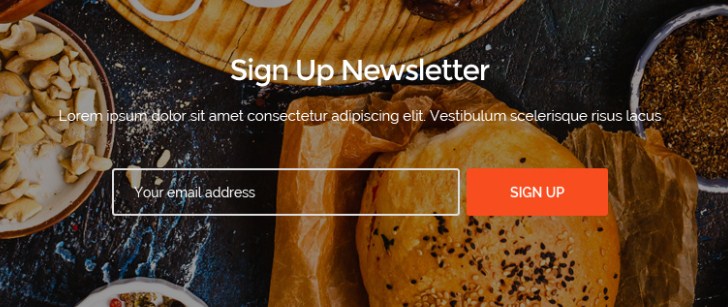 Sign Up Newsletter
Lorem ipsum dolor sit amet consectetur adipiscing elit. Vestibulum scelerisque risus lacus
Your email address
SIGN UP